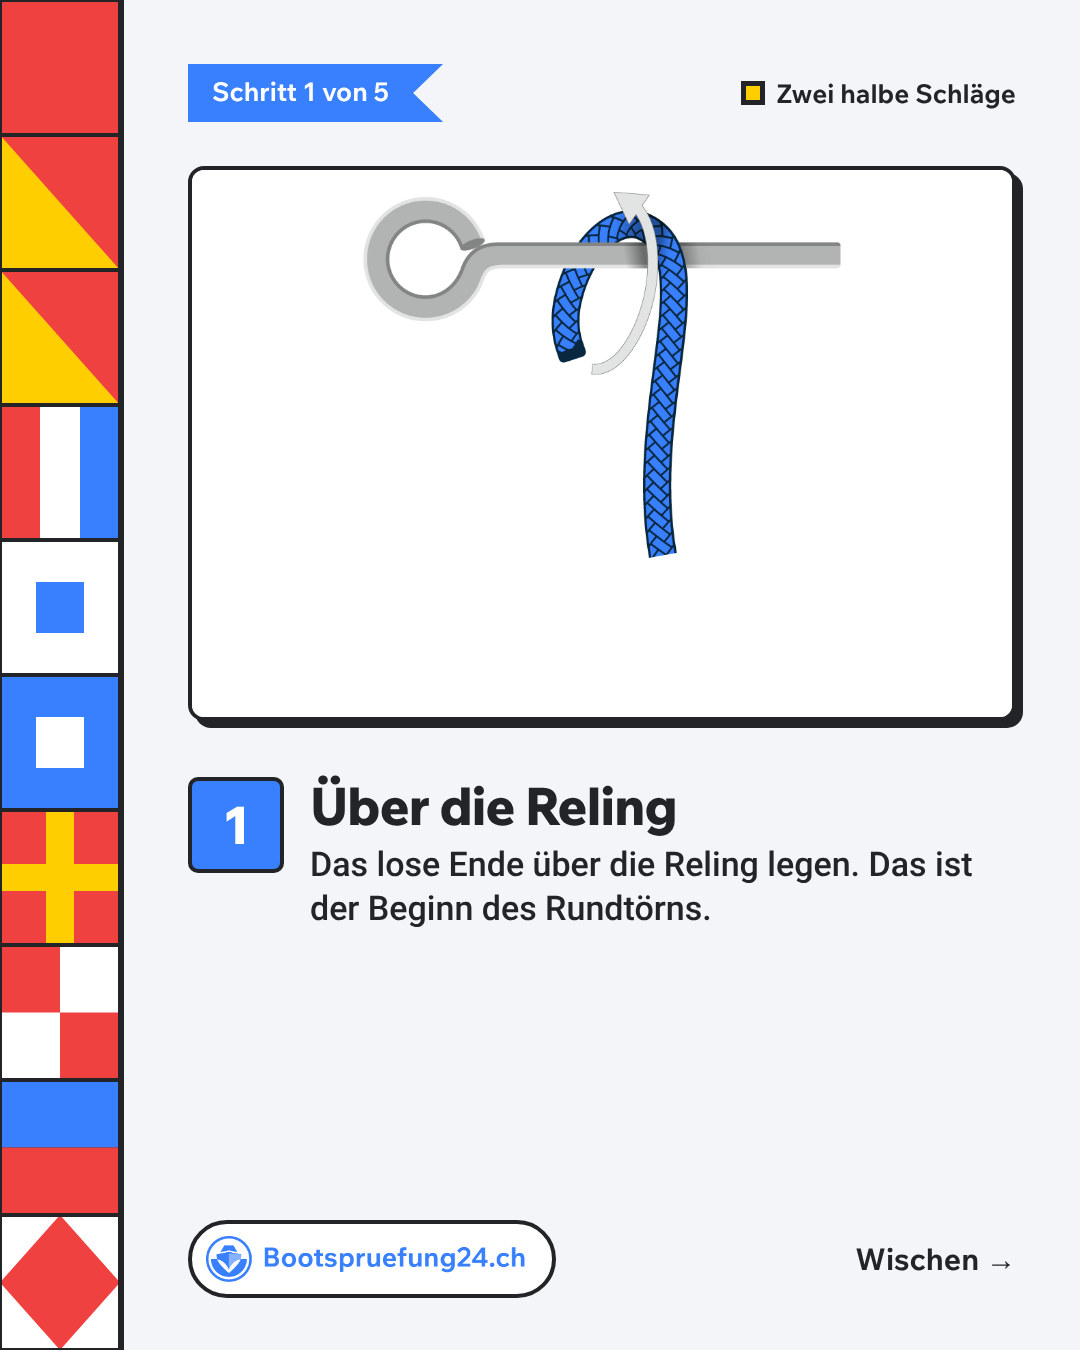 Schritt 1 von 5
Zwei halbe Schläge
1
Über die Reling
Das lose Ende über die Reling legen. Das ist
der Beginn des Rundtörns.
Bootspruefung24.ch
Wischen →